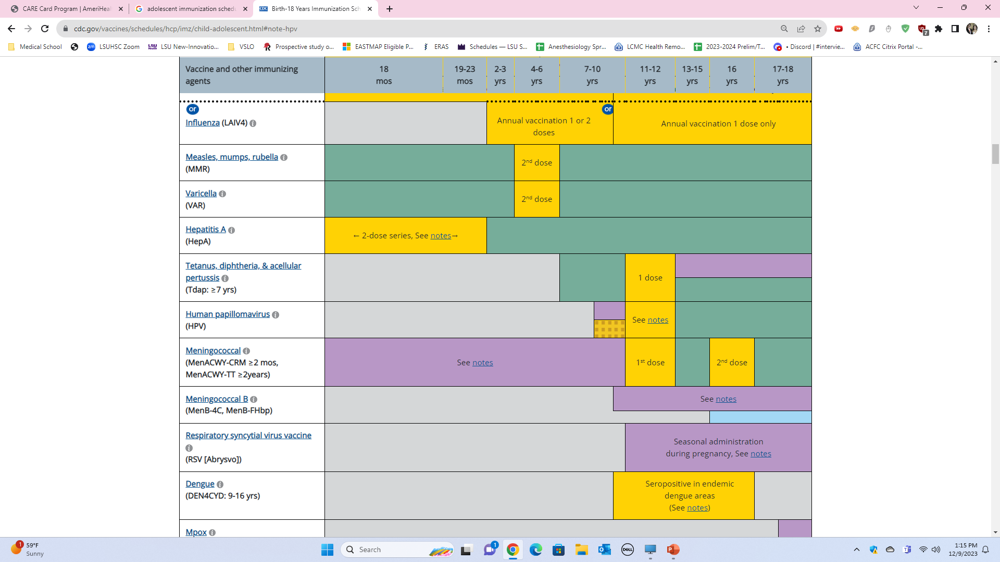 CARE Card Program | AmeriHeal
adolescent immunization schedu
CDC
Birth-18 Years Immunization Sch
cdc.gov/vaccines/schedules/hcp/imz/child-adolescent.html#note-hpv
7
Medical School
zm LSUHSC Zoom
LSU New-Innovatio...
VSLO
Prospective study o...
EASTMAP Eligible P...
ERAS
Schedules — LSU S...
Anesthesiology Spr...
LCMC Health Remo...
2023-2024 Prelim/T...
• Discord | #intervie...
ACFC Citrix Portal -...
Vaccine and other immunizing
agents
18
mos
19-23
mos
2-3
yrs
4-6
yrs
7-10
yrs
11-12
yrs
13-15
yrs
16
yrs
17-18
yrs
or
Influenza (LAIV4) i
or
Annual vaccination 1 or 2
doses
Annual vaccination 1 dose only
Measles, mumps, rubella i
(MMR)
2nd dose
Varicella i
(VAR)
2nd dose
Hepatitis A i
(HepA)
← 2-dose series, See notes→
Tetanus, diphtheria, & acellular
pertussis i
(Tdap: ≥7 yrs)
1 dose
Human papillomavirus i
(HPV)
See notes
Meningococcal i
(MenACWY-CRM ≥2 mos,
MenACWY-TT ≥2years)
See notes
1st dose
2nd dose
Meningococcal B i
(MenB-4C, MenB-FHbp)
See notes
Respiratory syncytial virus vaccine
i
(RSV [Abrysvo])
Seasonal administration
during pregnancy, See notes
Dengue i
(DEN4CYD: 9-16 yrs)
Seropositive in endemic
dengue areas
(See notes)
Mpox i
1
59°F
Sunny
Search
1
DELL
1:15 PM
12/9/2023